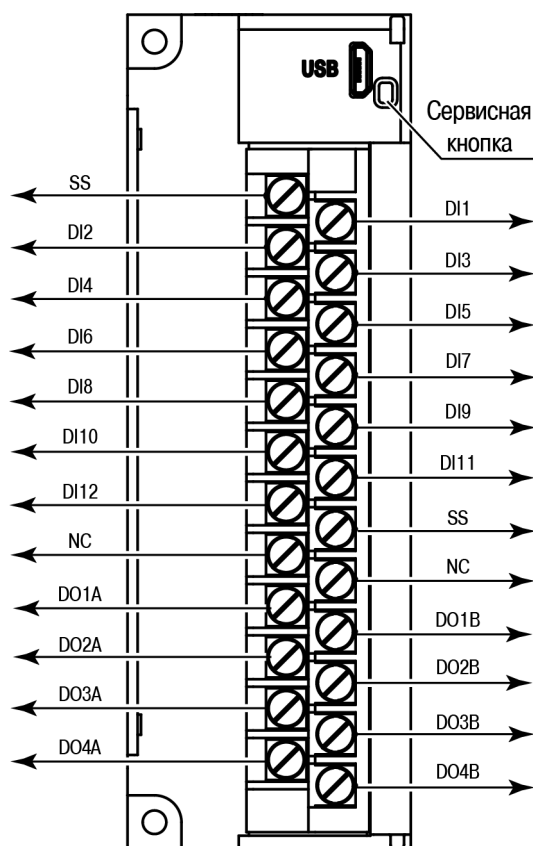 USB
Сервисная
кнопка
SS
DI1
DI2
DI3
DI4
DI5
DI6
DI7
DI8
DI9
DI10
DI11
DI12
SS
NC
NC
DO1A
DO1B
DO2A
DO2B
DO3A
DO3B
DO4A
DO4B